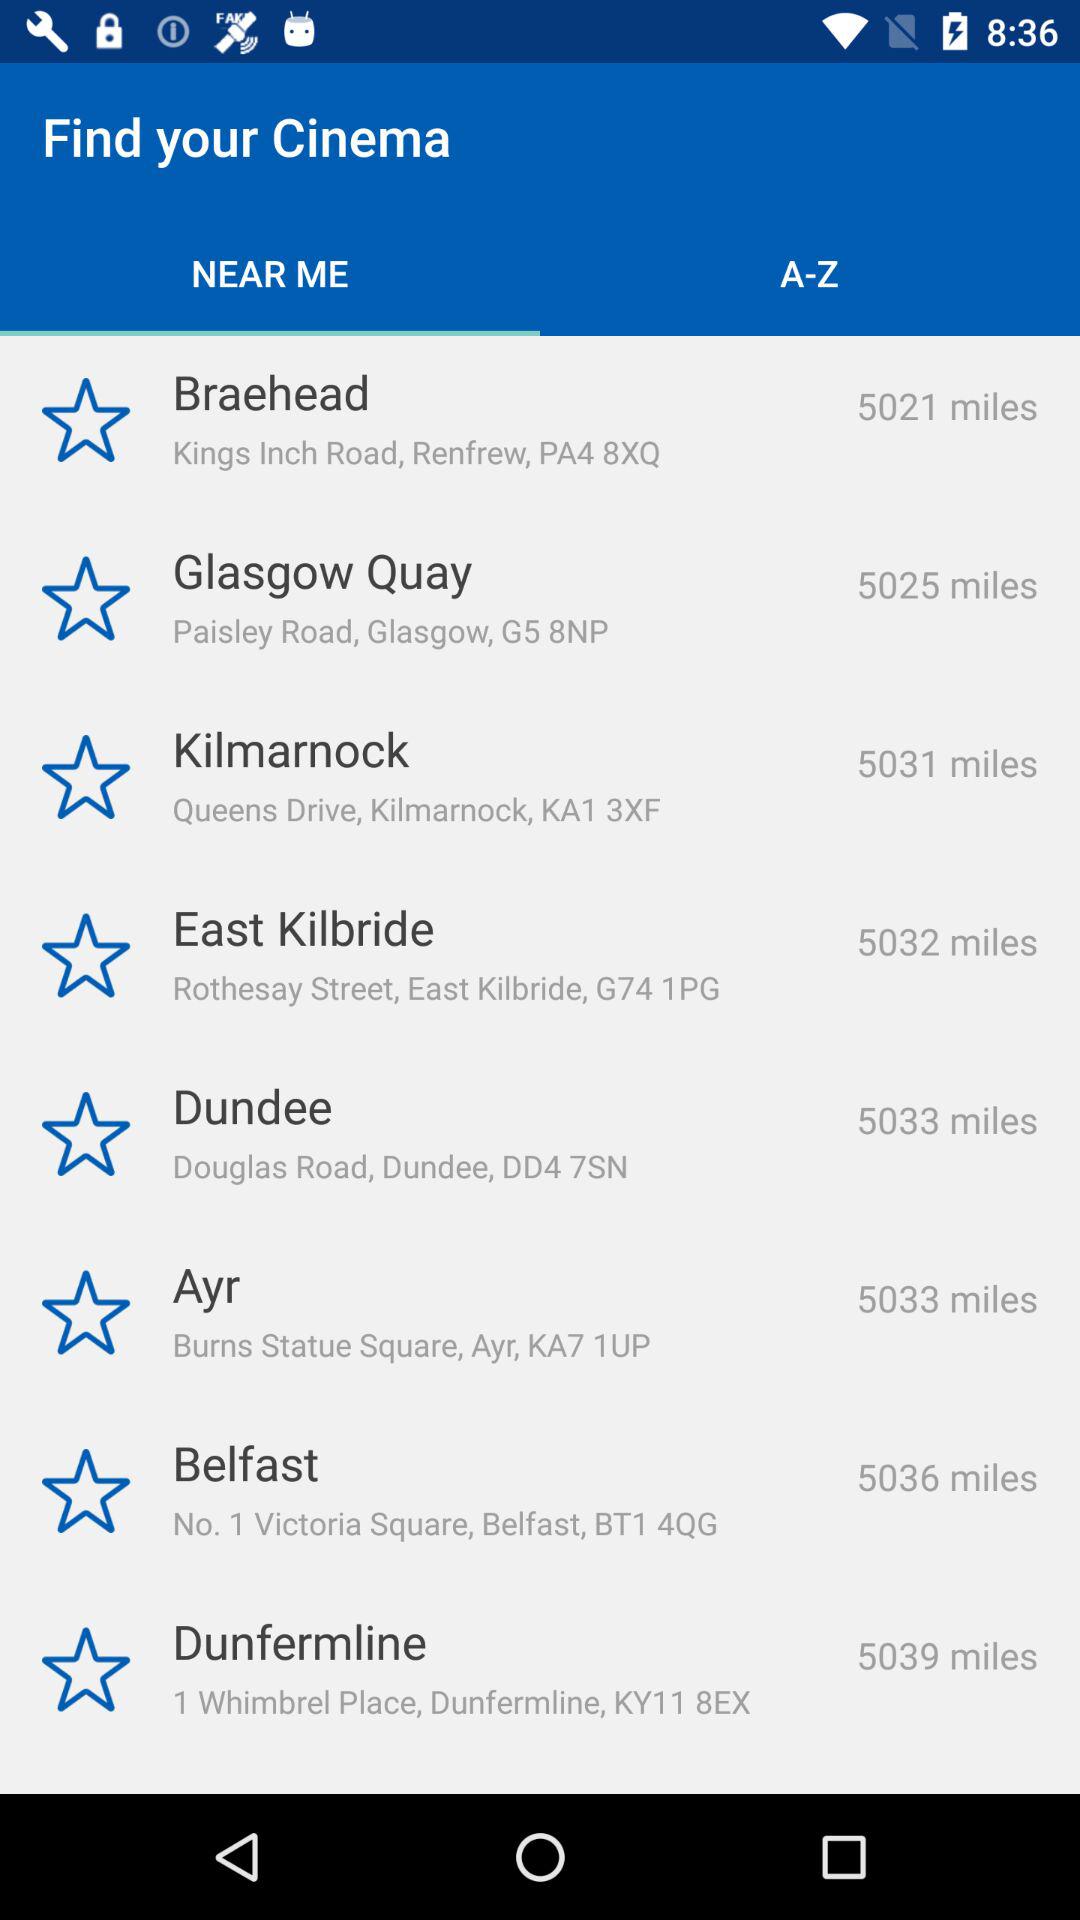 FAKE
8:36
Find your Cinema
NEAR ME
A-Z
Braehead
5021 miles
Kings Inch Road, Renfrew, PA4 8XQ
Glasgow Quay
5025 miles
Paisley Road, Glasgow, G5 8NP
Kilmarnock
5031 miles
Queens Drive, Kilmarnock, KA1 3XF
East Kilbride
5032 miles
Rothesay Street, East Kilbride, G74 1PG
Dundee
5033 miles
Douglas Road, Dundee, DD4 7SN
Ayr
5033 miles
Burns Statue Square, Ayr, KA7 1UP
Belfast
5036 miles
No. 1 Victoria Square, Belfast, BT1 4QG
Dunfermline
5039 miles
1 Whimbrel Place, Dunfermline, KY11 8EX